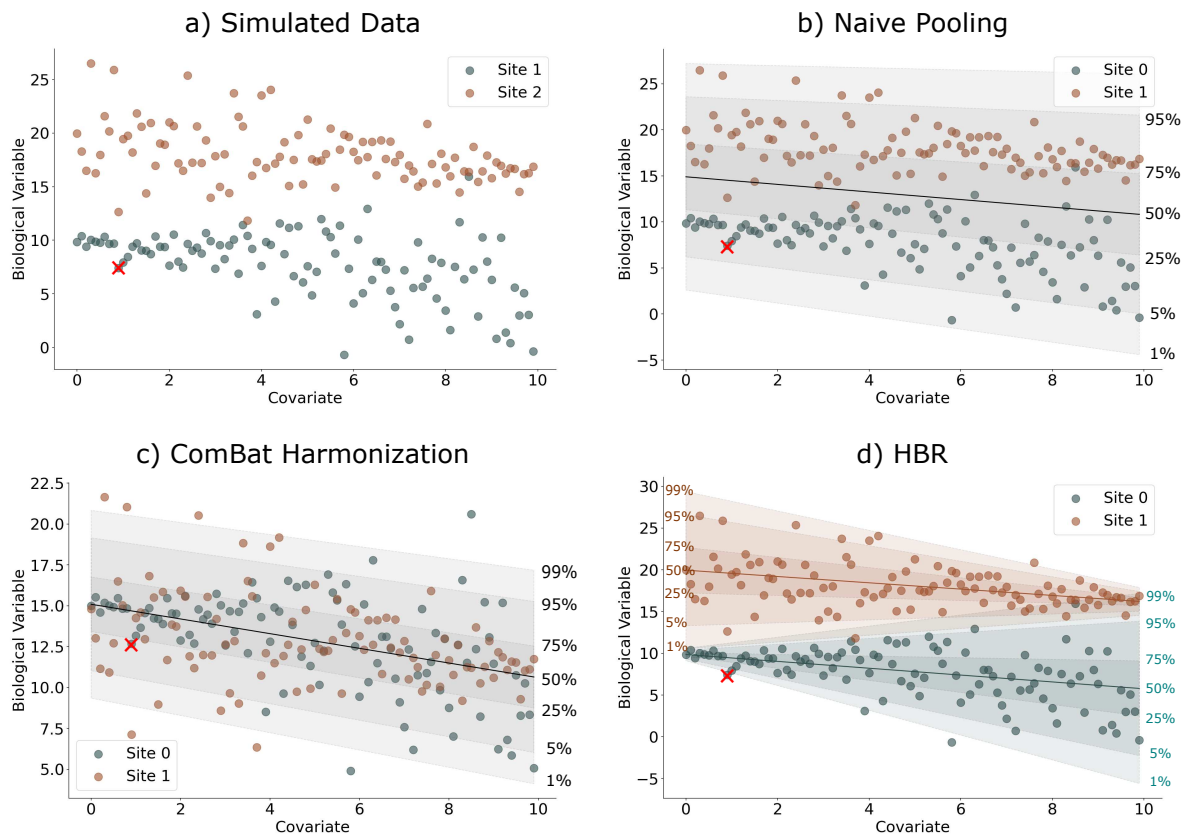 a) Simulated Data
Site 1
Site 2
25
20
15
10
5
0
Biological Variable
0 2 4 6 8 10
Covariate
b) Naive Pooling
Site 0
Site 1
25
20
15
10
5
0
−5
Biological Variable
95%
75%
50%
25%
5%
1%
0 2 4 6 8 10
Covariate
c) ComBat Harmonization
22.5
20.0
17.5
15.0
12.5
10.0
7.5
5.0
Biological Variable
99%
95%
75%
50%
25%
5%
1%
Site 0
Site 1
0 2 4 6 8 10
Covariate
d) HBR
Site 0
Site 1
30
25
20
15
10
5
0
−5
Biological Variable
99%
95%
75%
50%
25%
5%
1%
99%
95%
75%
50%
25%
5%
1%
0 2 4 6 8 10
Covariate